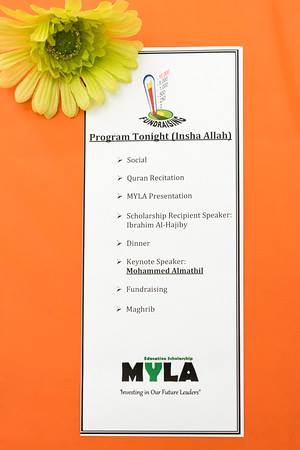 FUNDRAISING
Program Tonight (Insha Allah)
Social
Quran Recitation
MYLA Presentation
Scholarship Recipient Speaker:
Ibrahim Al-Hajiby
Dinner
Keynote Speaker:
Mohammed Almathil
Fundraising
Maghrib
Education Scholarship
MYLA
"Investing in Our Future Leaders"